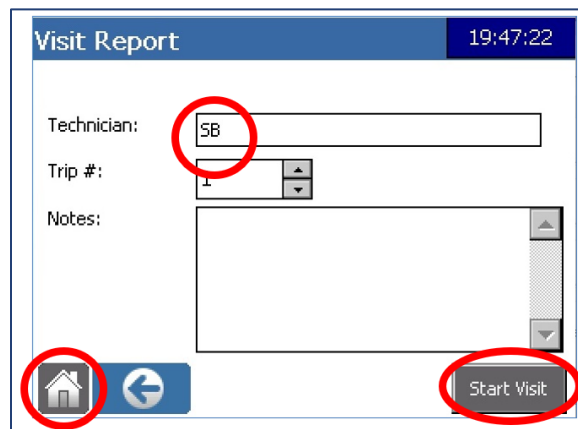 Visit Report 19:47:22
Technician: SB
Trip #: 1
Notes:
Start Visit